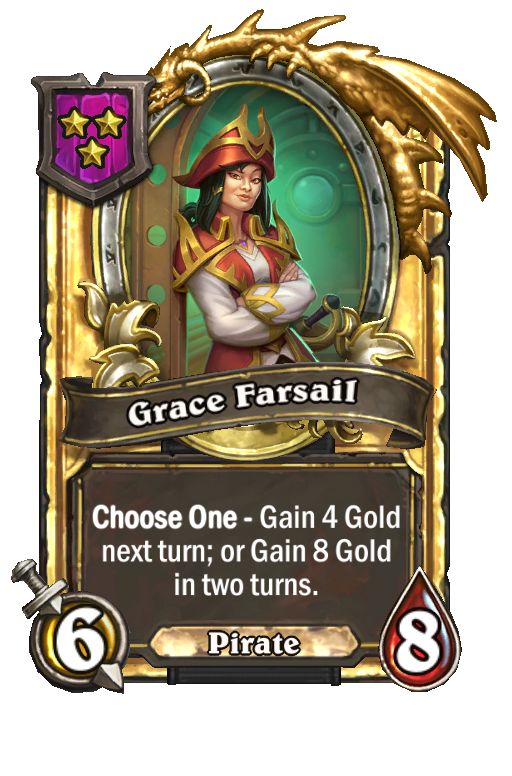 Grace Farsail
Choose One - Gain 4 Gold
next turn; or Gain 8 Gold
in two turns.
6
Pirate
8